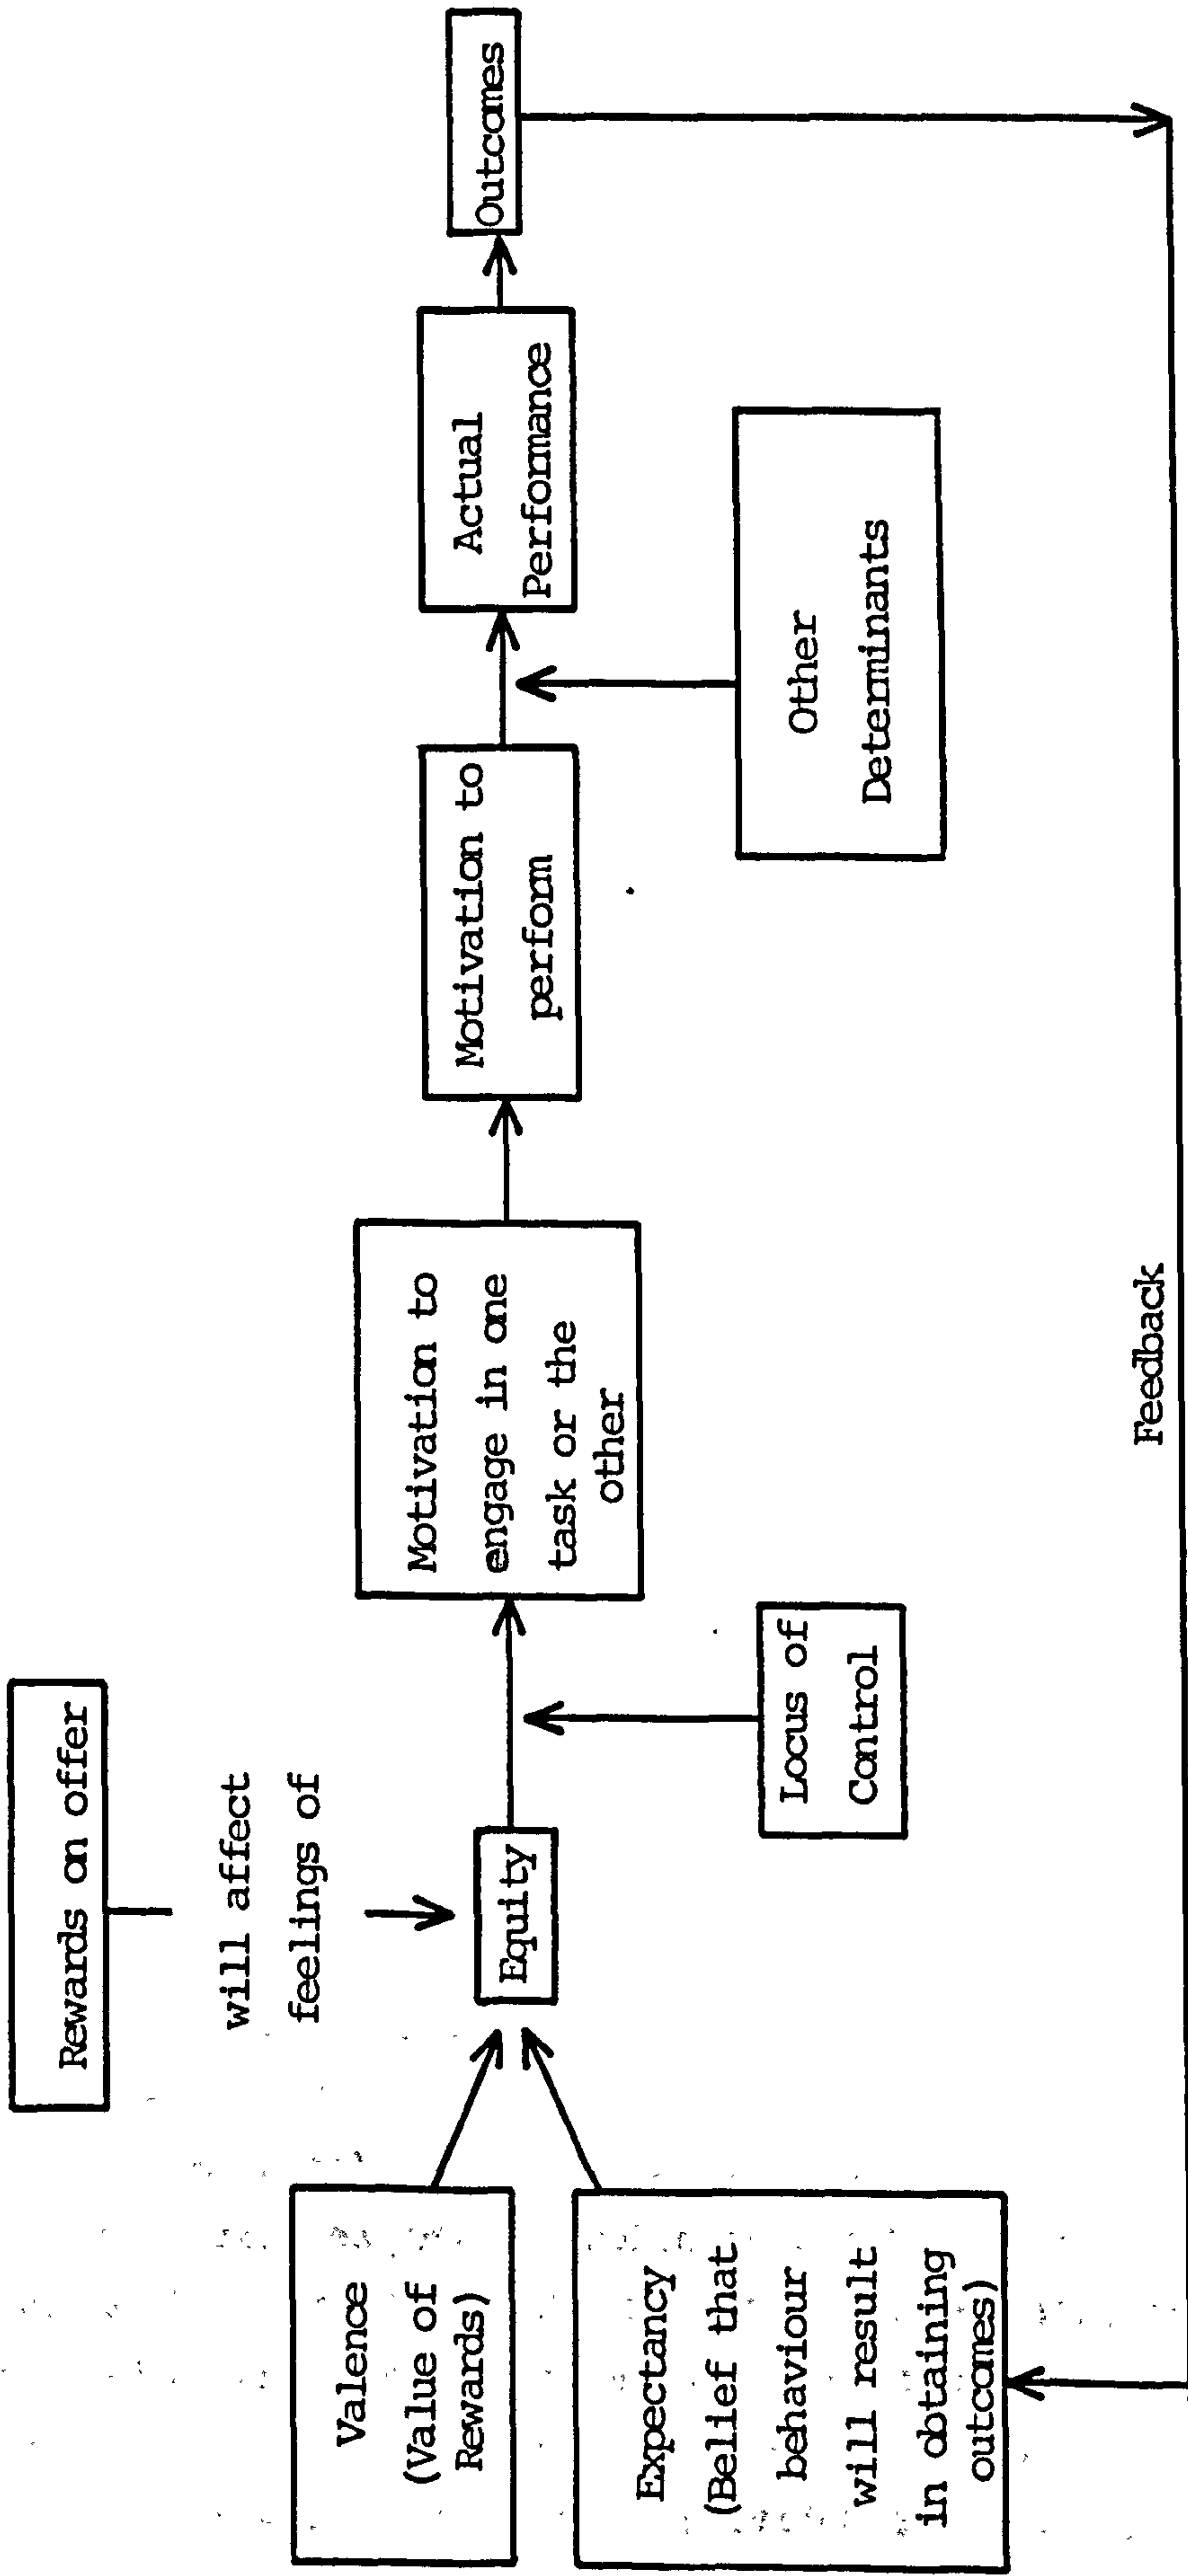 Rewards on offer
will affect
feelings of
Valence
(Value of
Rewards)
Expectancy
(Belief that
behaviour
will result
in obtaining
outcomes)
Equity
Locus of
Control
Motivation to
engage in one
task or the
other
Motivation to
perform
Other
Determinants
Actual
Performance
Outcomes
Feedback